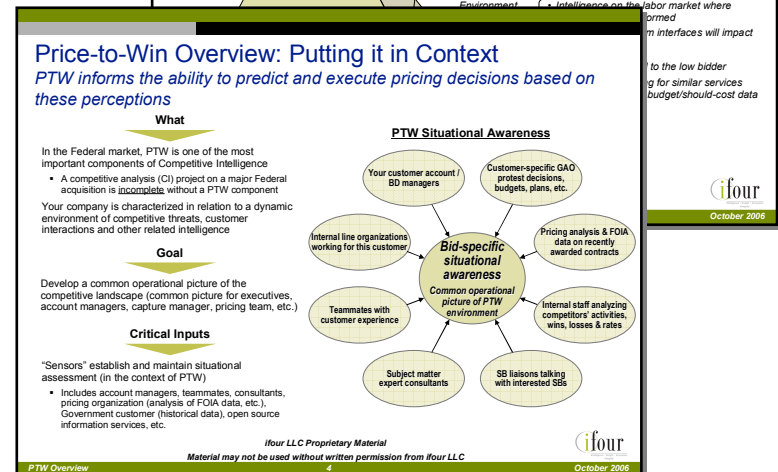 Environment
• Intelligence on the labor market where
ormed
m interfaces will impact
to the low bidder
g for similar services
budget/should-cost data
ifour
October 2006
Price-to-Win Overview: Putting it in Context
PTW informs the ability to predict and execute pricing decisions based on
these perceptions
What
In the Federal market, PTW is one of the most
important components of Competitive Intelligence
▪ A competitive analysis (CI) project on a major Federal
acquisition is incomplete without a PTW component
Your company is characterized in relation to a dynamic
environment of competitive threats, customer
interactions and other related intelligence
Goal
Develop a common operational picture of the
competitive landscape (common picture for executives,
account managers, capture manager, pricing team, etc.)
Critical Inputs
“Sensors” establish and maintain situational
assessment (in the context of PTW)
▪ Includes account managers, teammates, consultants,
pricing organization (analysis of FOIA data, etc.),
Government customer (historical data), open source
information services, etc.
PTW Situational Awareness
Your customer account /
BD managers
Customer-specific GAO
protest decisions,
budgets, plans, etc.
Internal line organizations
working for this customer
Pricing analysis & FOIA
data on recently
awarded contracts
Bid-specific
situational
awareness
Common operational
picture of PTW
environment
Teammates with
customer experience
Internal staff analyzing
competitors' activities,
wins, losses & rates
Subject matter
expert consultants
SB liaisons talking
with interested SBs
ifour LLC Proprietary Material
Material may not be used without written permission from ifour LLC
ifour
PTW Overview
4
October 2006